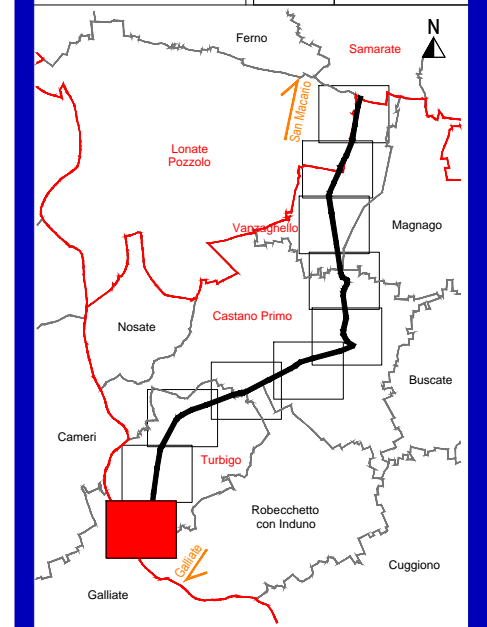 Ferno
Samarate
N
San Macario
Lonate
Pozzolo
Vanzaghello
Magnago
Castano Primo
Nosate
Buscate
Cameri
Turbigo
Robecchetto
con Induno
Galliate
Cuggiono
Galliate